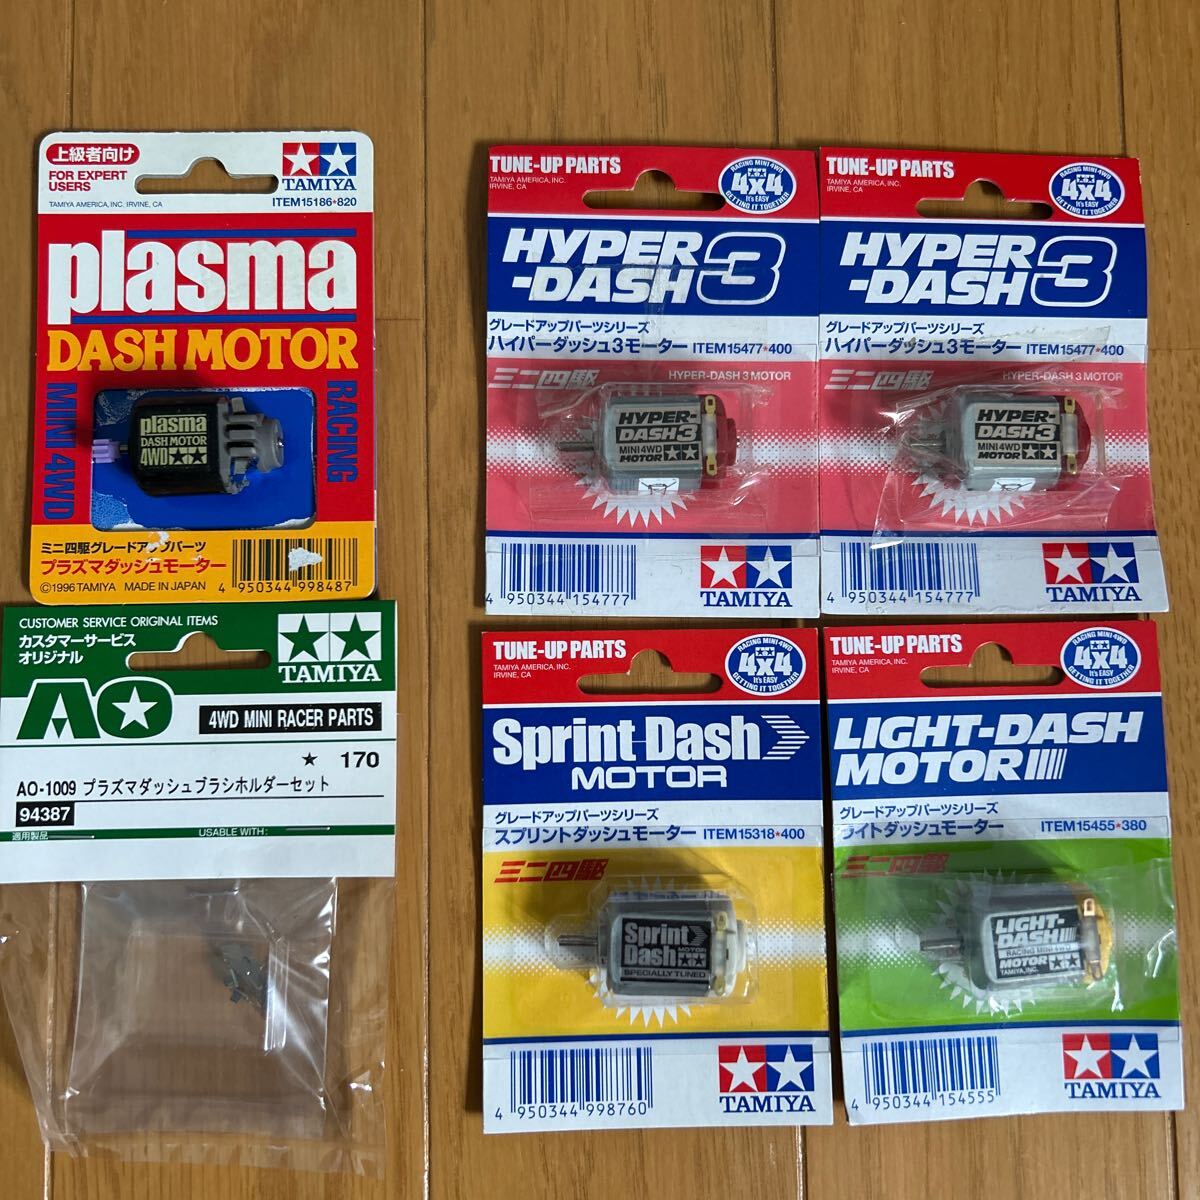 上級者向け
FOR EXPERT
USERS
TAMIYA
TAMIYA AMERICA, INC. IRVINE, CA
ITEM15186★820
plasma
DASH MOTOR
RACING
MINI 4WD
plasma
DASH MOTOR
4WD
ミニ四駆グレードアップパーツ
プラズマダッシュモーター
©1996 TAMIYA MADE IN JAPAN
4 950344 998487
CUSTOMER SERVICE ORIGINAL ITEMS
カスタマーサービス
オリジナル
TAMIYA
AO
4WD MINI RACER PARTS
★ 170
AO-1009 プラズマダッシュブラシホルダーセット
94387
適用製品
USABLE WITH:
TUNE-UP PARTS
TAMIYA AMERICA, INC.
IRVINE, CA
RACING MINI 4WD
4x4
It's EASY
GETTING IT TOGETHER
HYPER
-DASH 3
グレードアップパーツシリーズ
ハイパーダッシュ3モーター ITEM15477★400
ミニ四駆
HYPER-DASH 3 MOTOR
HYPER-
DASH3
MINI 4WD
MOTOR
4 950344 154777
TAMIYA
TUNE-UP PARTS
TAMIYA AMERICA, INC.
IRVINE, CA
RACING MINI 4WD
4x4
It's EASY
GETTING IT TOGETHER
HYPER
-DASH 3
グレードアップパーツシリーズ
ハイパーダッシュ3モーター ITEM15477★400
ミニ四駆
HYPER-DASH 3 MOTOR
HYPER-
DASH3
MINI 4WD
MOTOR
4 950344 154777
TAMIYA
TUNE-UP PARTS
TAMIYA AMERICA, INC.
IRVINE, CA
RACING MINI 4WD
4x4
It's EASY
GETTING IT TOGETHER
Sprint Dash
MOTOR
グレードアップパーツシリーズ
スプリントダッシュモーター ITEM15318★400
ミニ四駆
Sprint
MOTOR
Dash
SPECIALLY TUNED
4 950344 998760
TAMIYA
TUNE-UP PARTS
TAMIYA AMERICA, INC.
IRVINE, CA
RACING MINI 4WD
4x4
It's EASY
GETTING IT TOGETHER
LIGHT-DASH
MOTOR
グレードアップパーツシリーズ
ライトダッシュモーター ITEM15455★380
ミニ四駆
LIGHT-
DASH
RACING MINI 4WD
MOTOR
TAMIYA, INC.
4 950344 154555
TAMIYA